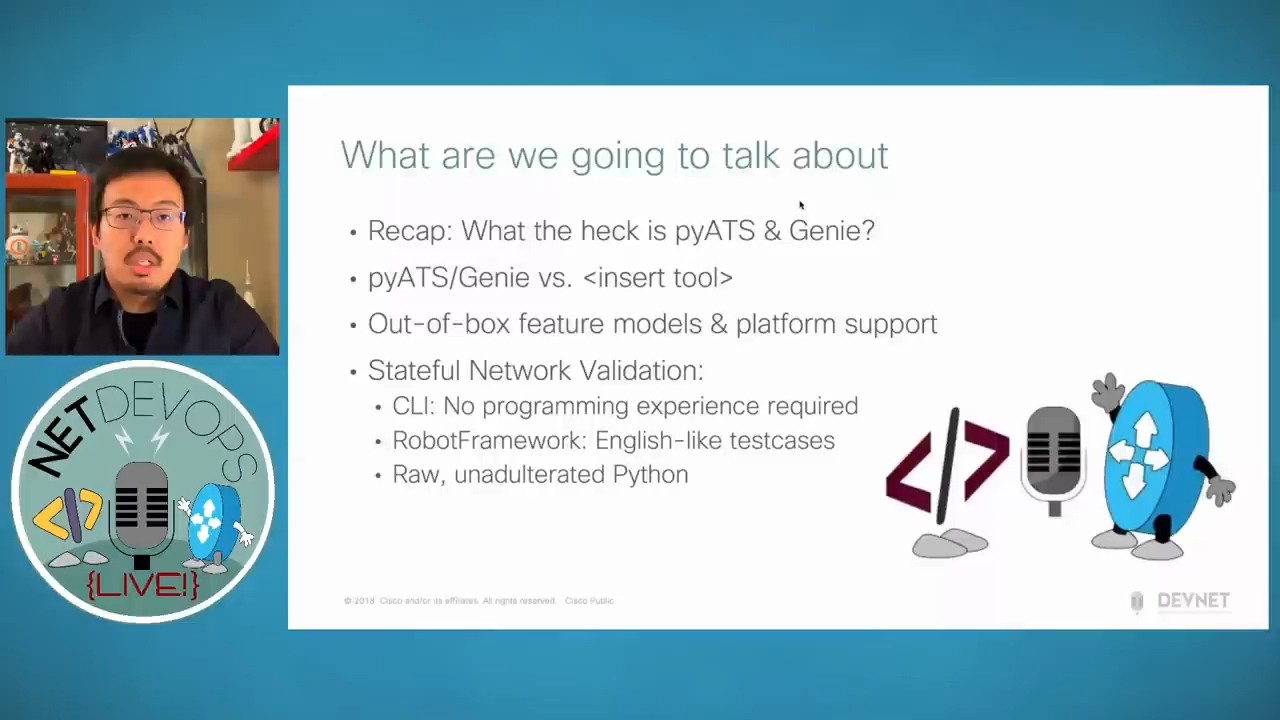 What are we going to talk about
• Recap: What the heck is pyATS & Genie?
• pyATS/Genie vs. <insert tool>
• Out-of-box feature models & platform support
• Stateful Network Validation:
• CLI: No programming experience required
• RobotFramework: English-like testcases
• Raw, unadulterated Python
NETDEVOPS
</>
{LIVE!}
</>
© 2018 Cisco and/or its affiliates. All rights reserved. Cisco Public
DEVNET